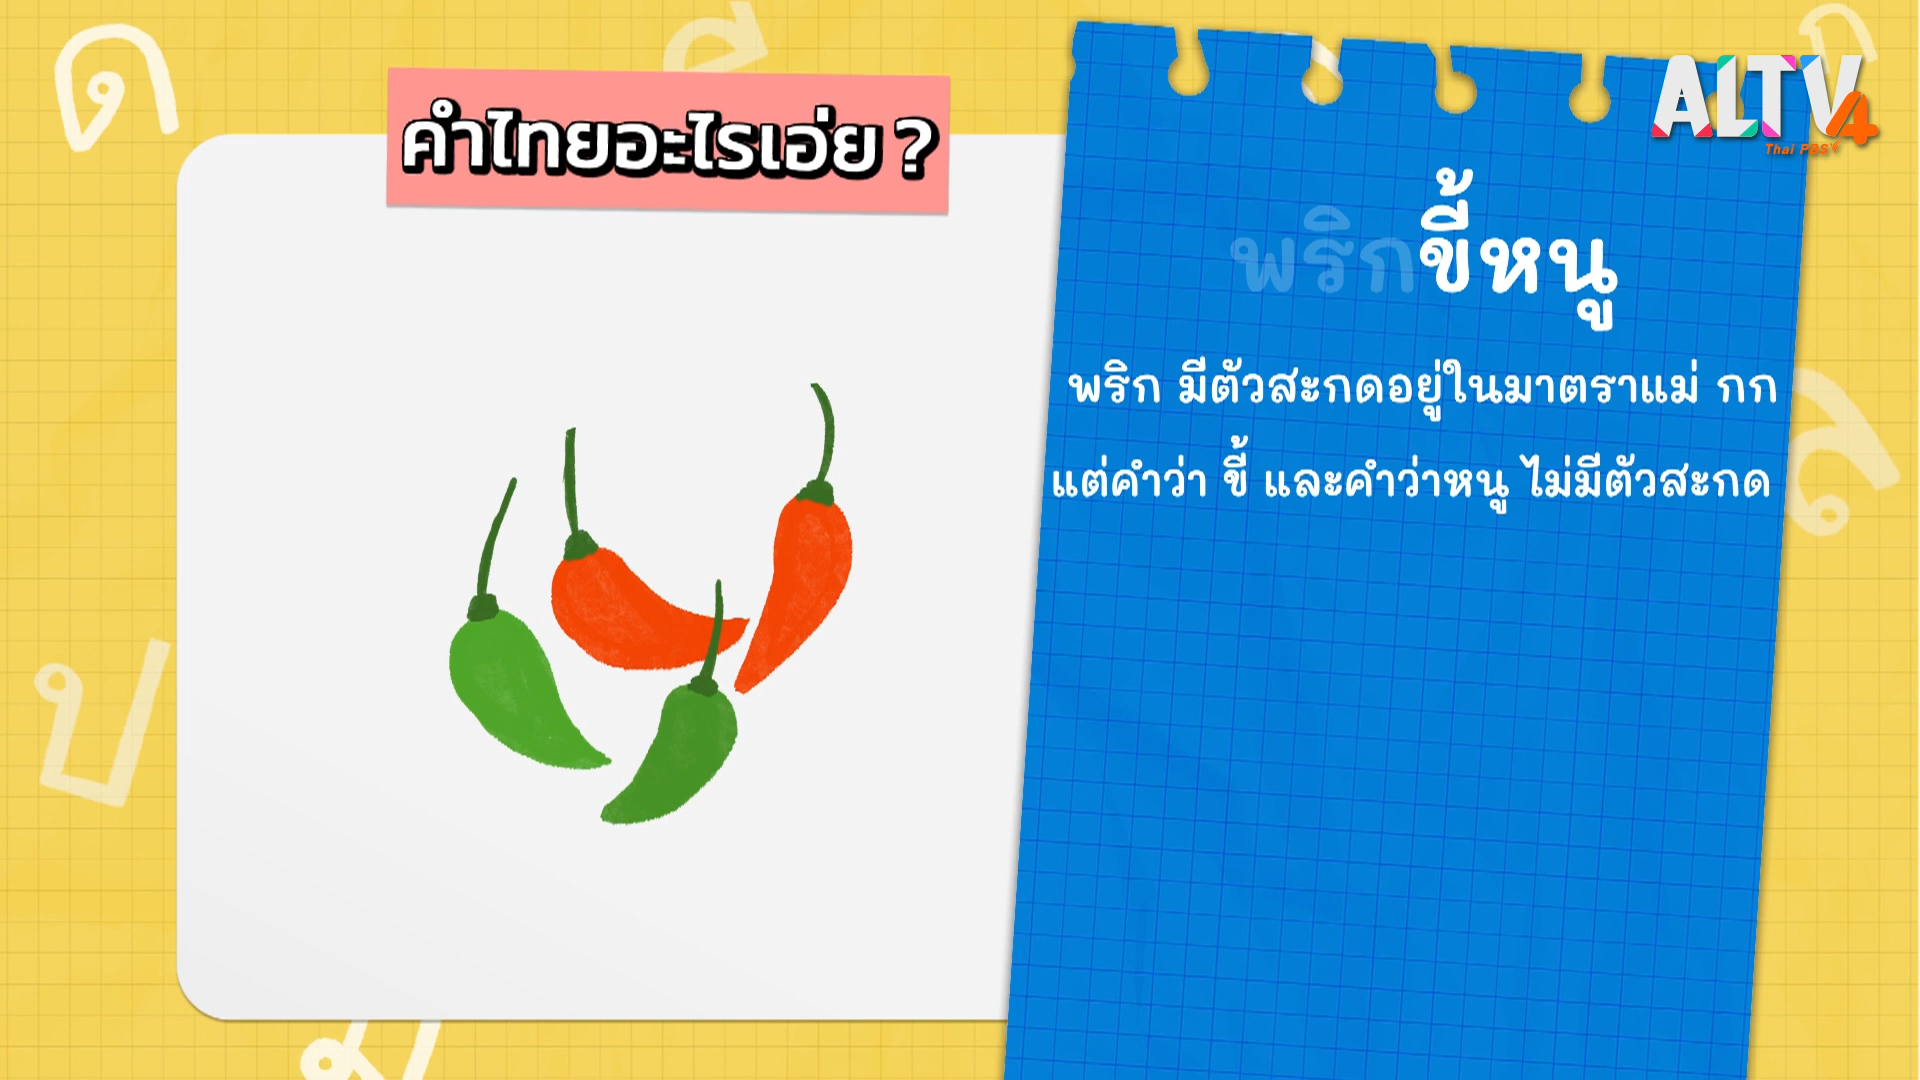 คำไทยอะไรเอ่ย ?
ALTV4
Thai PBS
พริกขี้หนู
พริก มีตัวสะกดอยู่ในมาตราแม่ กก
แต่คำว่า ขี้ และคำว่าหนู ไม่มีตัวสะกด
ด
ป